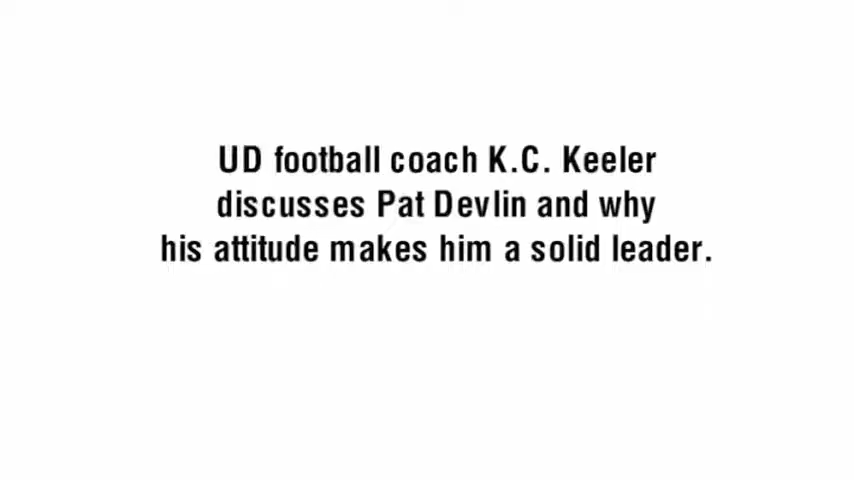 UD football coach K.C. Keeler
discusses Pat Devlin and why
his attitude makes him a solid leader.